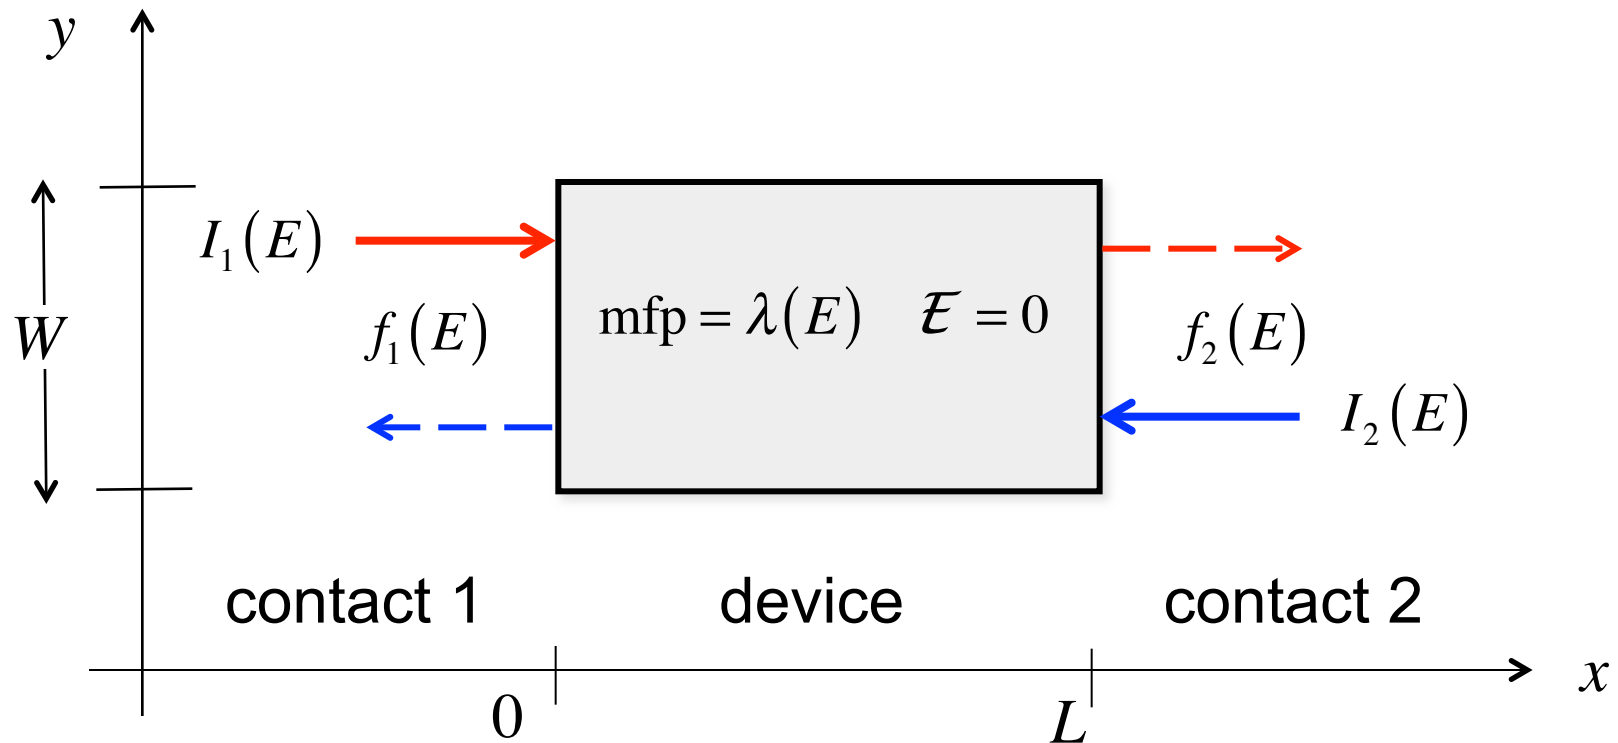 y
I₁(E)
mfp = λ(E) ℰ = 0
W
f₁(E)
f₂(E)
I₂(E)
contact 1
device
contact 2
x
0
L